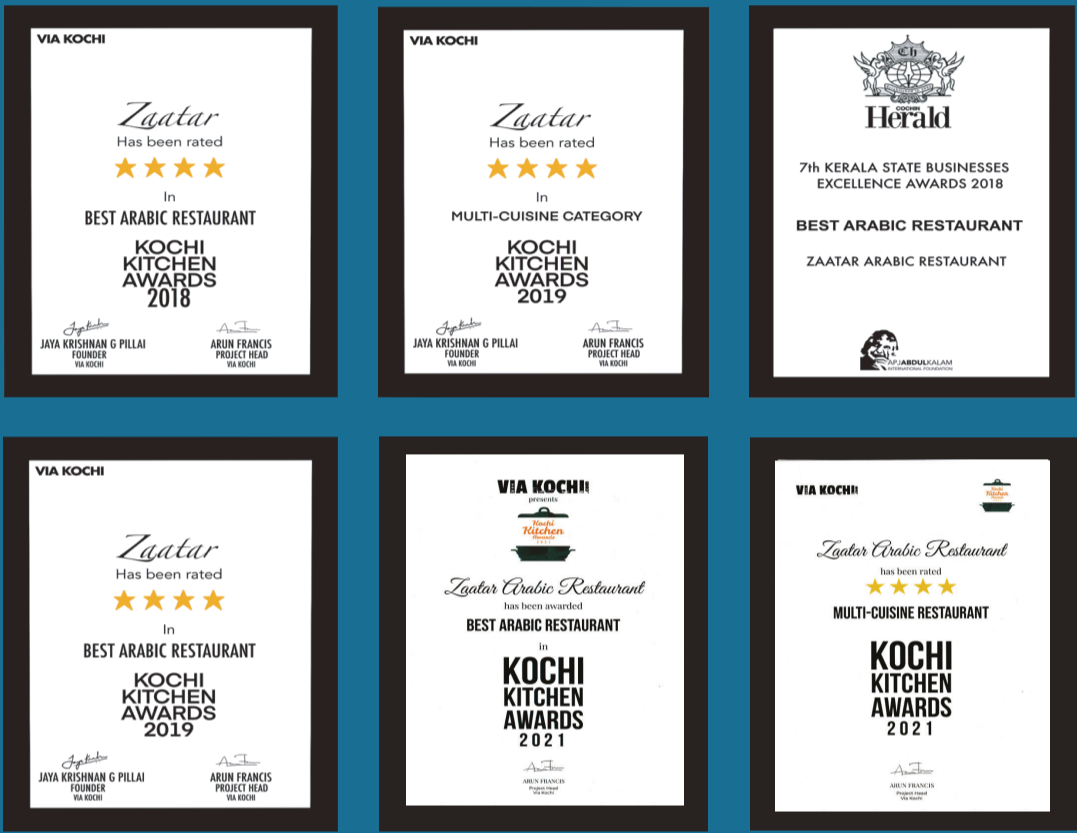 VIA KOCHI
Zaatar
Has been rated
In
BEST ARABIC RESTAURANT
KOCHI
KITCHEN
AWARDS
2018
JAYA KRISHNAN G PILLAI
FOUNDER
VIA KOCHI
ARUN FRANCIS
PROJECT HEAD
VIA KOCHI
VIA KOCHI
Zaatar
Has been rated
In
MULTI-CUISINE CATEGORY
KOCHI
KITCHEN
AWARDS
2019
JAYA KRISHNAN G PILLAI
FOUNDER
VIA KOCHI
ARUN FRANCIS
PROJECT HEAD
VIA KOCHI
Ch
COCHIN
Herald
7th KERALA STATE BUSINESSES
EXCELLENCE AWARDS 2018
BEST ARABIC RESTAURANT
ZAATAR ARABIC RESTAURANT
APJABDULKALAM
INTERNATIONAL FOUNDATION
VIA KOCHI
Zaatar
Has been rated
In
BEST ARABIC RESTAURANT
KOCHI
KITCHEN
AWARDS
2019
JAYA KRISHNAN G PILLAI
FOUNDER
VIA KOCHI
ARUN FRANCIS
PROJECT HEAD
VIA KOCHI
VIA KOCHI!
presents
Kochi
Kitchen
Awards
2021
Zaatar Arabic Restaurant
has been awarded
BEST ARABIC RESTAURANT
in
KOCHI
KITCHEN
AWARDS
2021
ARUN FRANCIS
Project Head
Via Kochi
VIA KOCHI!
Kochi
Kitchen
Zaatar Arabic Restaurant
has been rated
MULTI-CUISINE RESTAURANT
KOCHI
KITCHEN
AWARDS
2021
ARUN FRANCIS
Project Head
Via Kochi